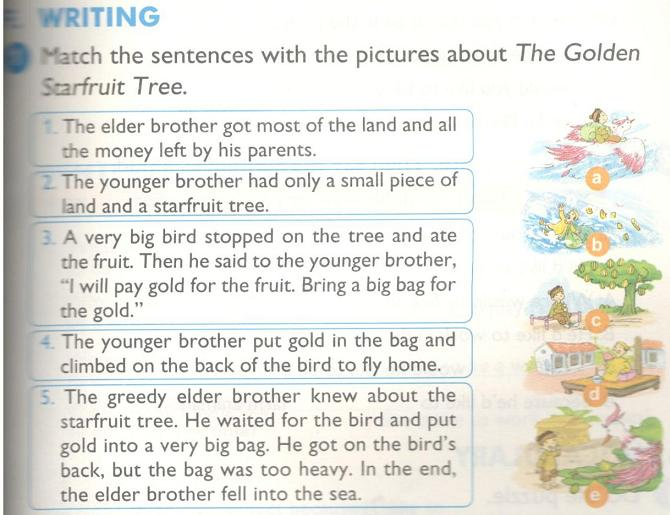 WRITING
Match the sentences with the pictures about The Golden
Starfruit Tree.
1. The elder brother got most of the land and all
the money left by his parents.
2. The younger brother had only a small piece of
land and a starfruit tree.
3. A very big bird stopped on the tree and ate
the fruit. Then he said to the younger brother,
“I will pay gold for the fruit. Bring a big bag for
the gold.”
4. The younger brother put gold in the bag and
climbed on the back of the bird to fly home.
5. The greedy elder brother knew about the
starfruit tree. He waited for the bird and put
gold into a very big bag. He got on the bird’s
back, but the bag was too heavy. In the end,
the elder brother fell into the sea.
a
b
c
d
e